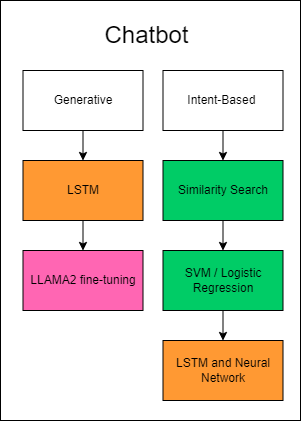 Chatbot
Generative
Intent-Based
LSTM
Similarity Search
LLAMA2 fine-tuning
SVM / Logistic
Regression
LSTM and Neural
Network